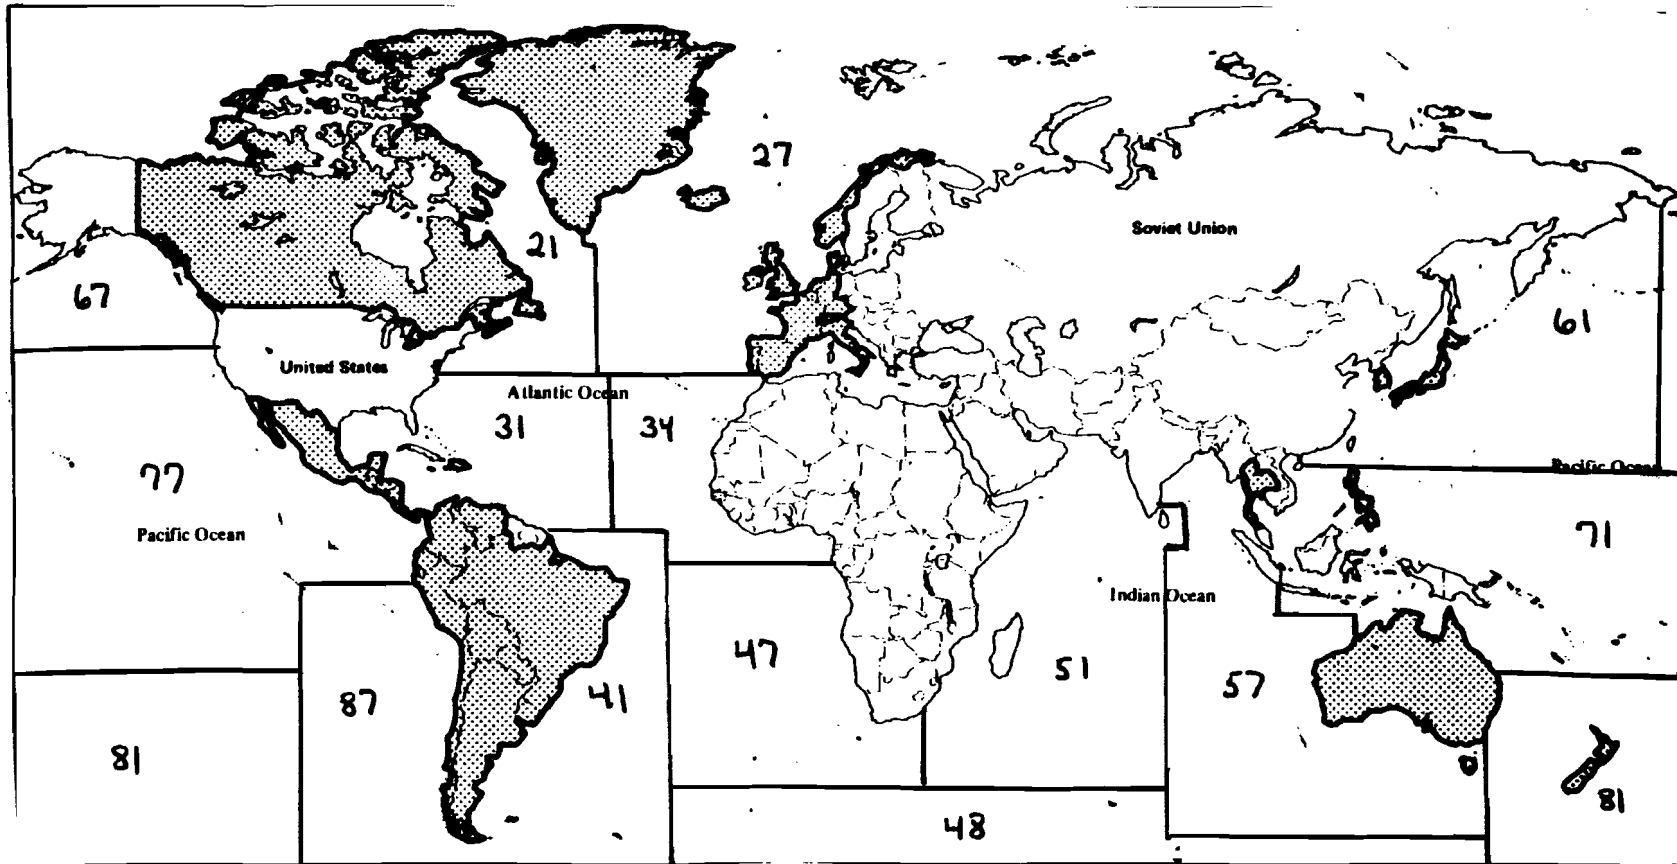 27
Soviet Union
21
67
61
United States
Atlantic Ocean
31
34
77
Pacific Ocean
Pacific Ocean
71
Indian Ocean
47
51
57
87
41
81
81
48